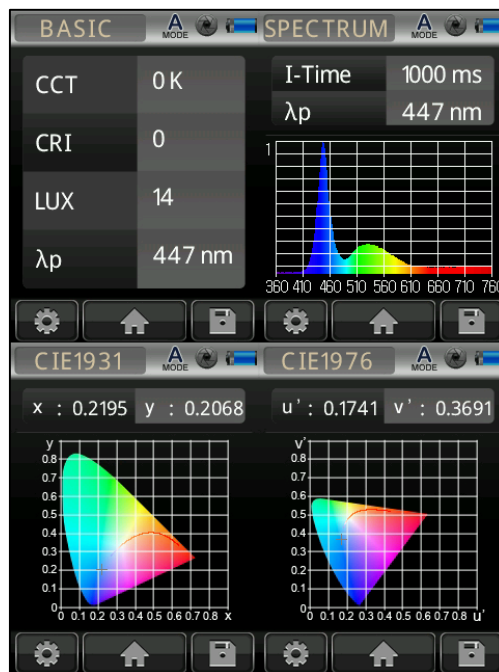 BASIC
A
MODE
CCT 0 K
CRI 0
LUX 14
λp 447 nm
SPECTRUM
A
MODE
I-Time 1000 ms
λp 447 nm
1
360 410 460 510 560 610 660 710 760
CIE1931
A
MODE
x : 0.2195 y : 0.2068
y
0.8
0.7
0.6
0.5
0.4
0.3
0.2
0.1
0
0 0.1 0.2 0.3 0.4 0.5 0.6 0.7 0.8 x
CIE1976
A
MODE
u' : 0.1741 v' : 0.3691
v'
0.8
0.7
0.6
0.5
0.4
0.3
0.2
0.1
0
0 0.1 0.2 0.3 0.4 0.5 0.6 0.7 0.8 u'